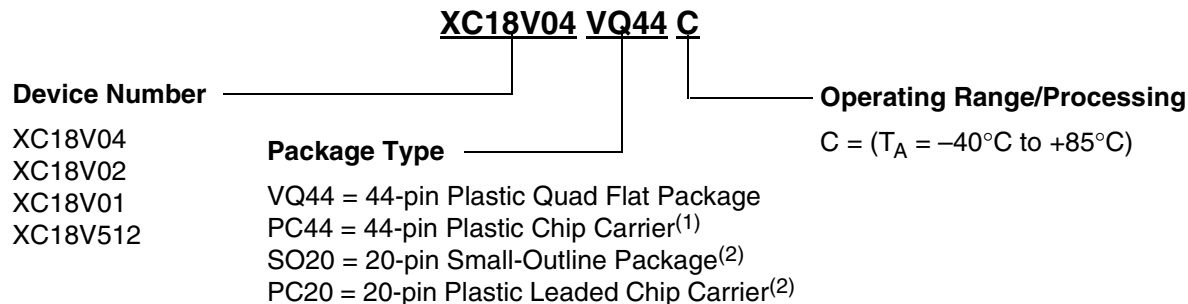 XC18V04 VQ44 C
Device Number
XC18V04
XC18V02
XC18V01
XC18V512
Package Type
VQ44 = 44-pin Plastic Quad Flat Package
PC44 = 44-pin Plastic Chip Carrier(1)
SO20 = 20-pin Small-Outline Package(2)
PC20 = 20-pin Plastic Leaded Chip Carrier(2)
Operating Range/Processing
C = (TA = –40°C to +85°C)